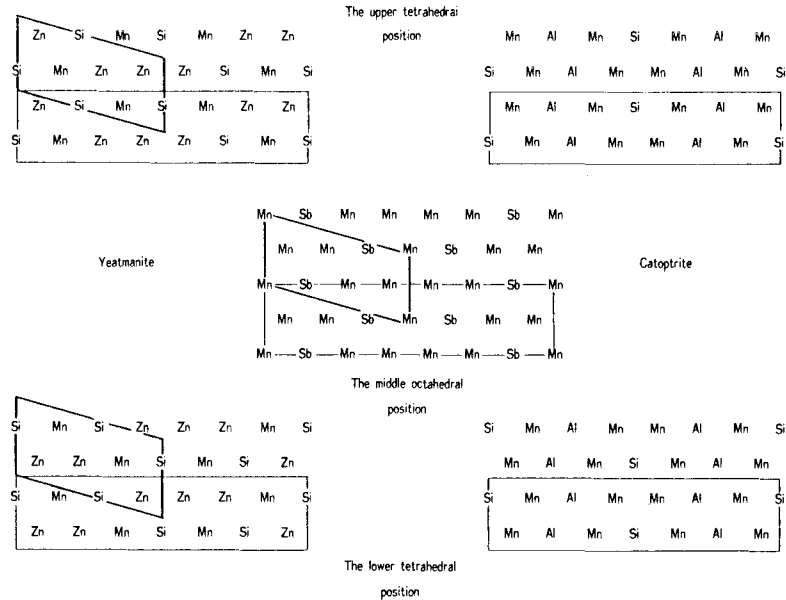 The upper tetrahedral
position
Zn Si Mn Si Mn Zn Zn
Mn Al Mn Si Mn Al Mn
Si Mn Zn Zn Zn Si Mn Si
Si Mn Al Mn Mn Al Mn Si
Zn Si Mn Si Mn Zn Zn
Mn Al Mn Si Mn Al Mn
Si Mn Zn Zn Zn Si Mn Si
Si Mn Al Mn Mn Al Mn Si
Mn Sb Mn Mn Mn Mn Sb Mn
Mn Mn Sb Mn Sb Mn Mn
Yeatmanite
Catoptrite
Mn Sb Mn Mn Mn Mn Sb Mn
Mn Mn Sb Mn Sb Mn Mn
Mn Sb Mn Mn Mn Mn Sb Mn
The middle octahedral
position
Si Mn Si Zn Zn Zn Mn Si
Si Mn Al Mn Mn Al Mn Si
Zn Zn Mn Si Mn Si Zn
Mn Al Mn Si Mn Al Mn
Si Mn Si Zn Zn Zn Mn Si
Si Mn Al Mn Mn Al Mn Si
Zn Zn Mn Si Mn Si Zn
Mn Al Mn Si Mn Al Mn
The lower tetrahedral
position